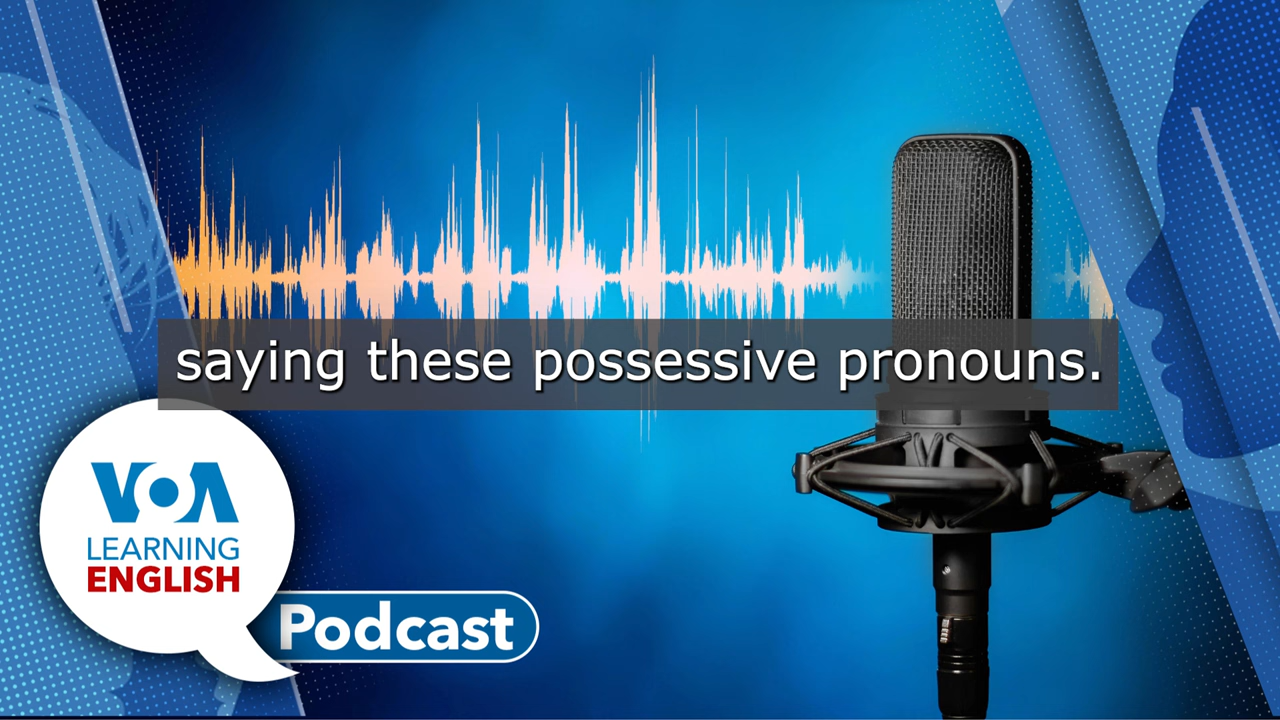 saying these possessive pronouns.
VOA
LEARNING
ENGLISH
Podcast